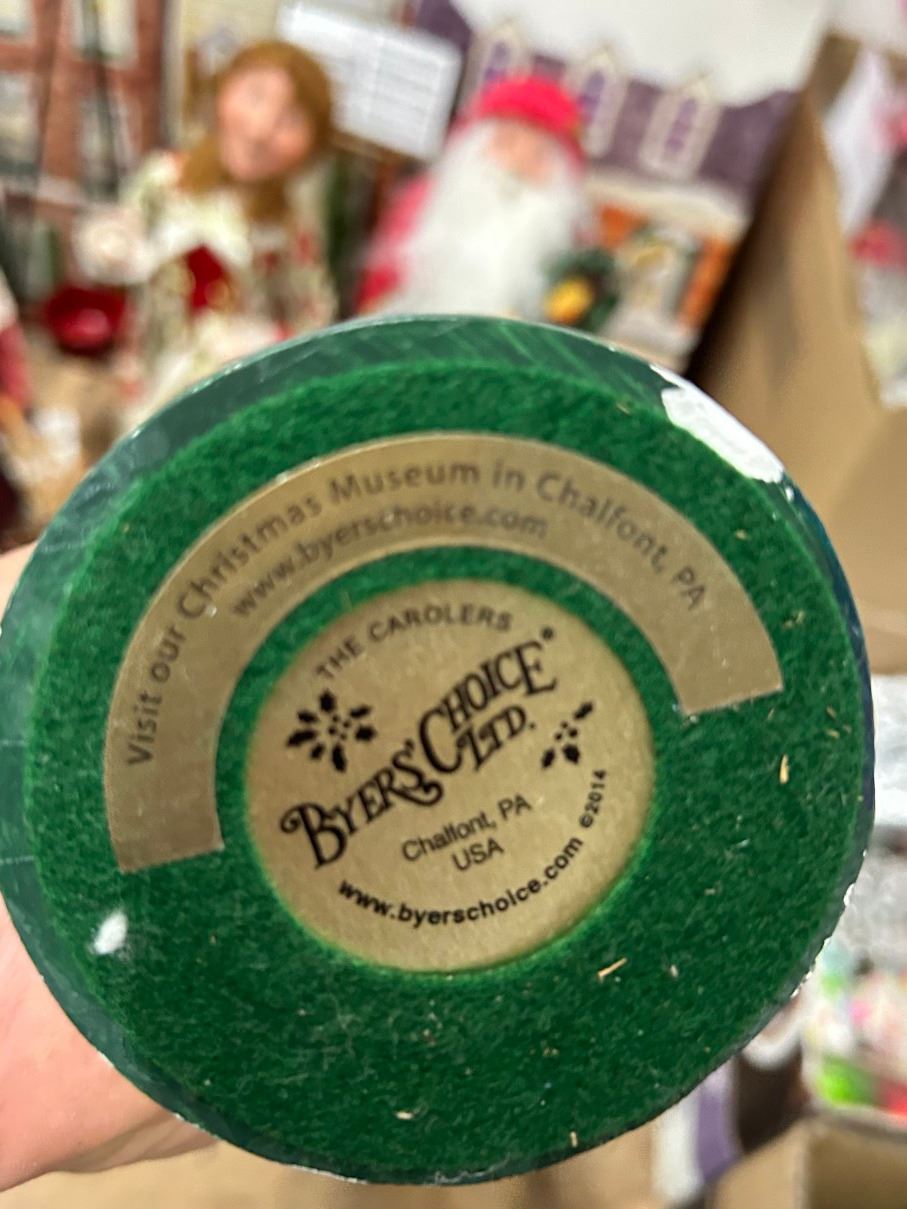 Visit our Christmas Museum in Chalfont, PA
www.byerschoice.com
THE CAROLERS
BYERS' CHOICE®
LTD.
Chalfont, PA
USA
www.byerschoice.com ©2014